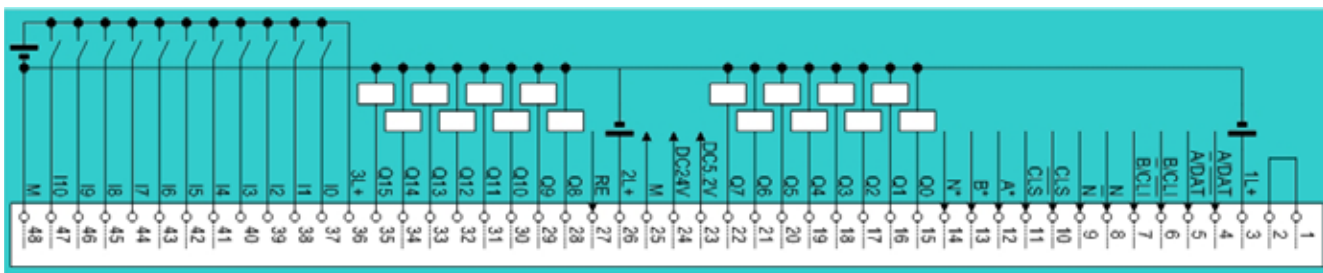 M
I10
I9
I8
I7
I6
I5
I4
I3
I2
I1
I0
3L+
Q15
Q14
Q13
Q12
Q11
Q10
Q9
Q8
RE
2L+
M
DC24V
DC5.2V
Q7
Q6
Q5
Q4
Q3
Q2
Q1
Q0
N*
B*
A*
CLS
C̅L̅S̅
N
N̅
B/CLI
B̅/C̅L̅I̅
A/DAT
A̅/D̅A̅T̅
1L+
48
47
46
45
44
43
42
41
40
39
38
37
36
35
34
33
32
31
30
29
28
27
26
25
24
23
22
21
20
19
18
17
16
15
14
13
12
11
10
9
8
7
6
5
4
3
2
1